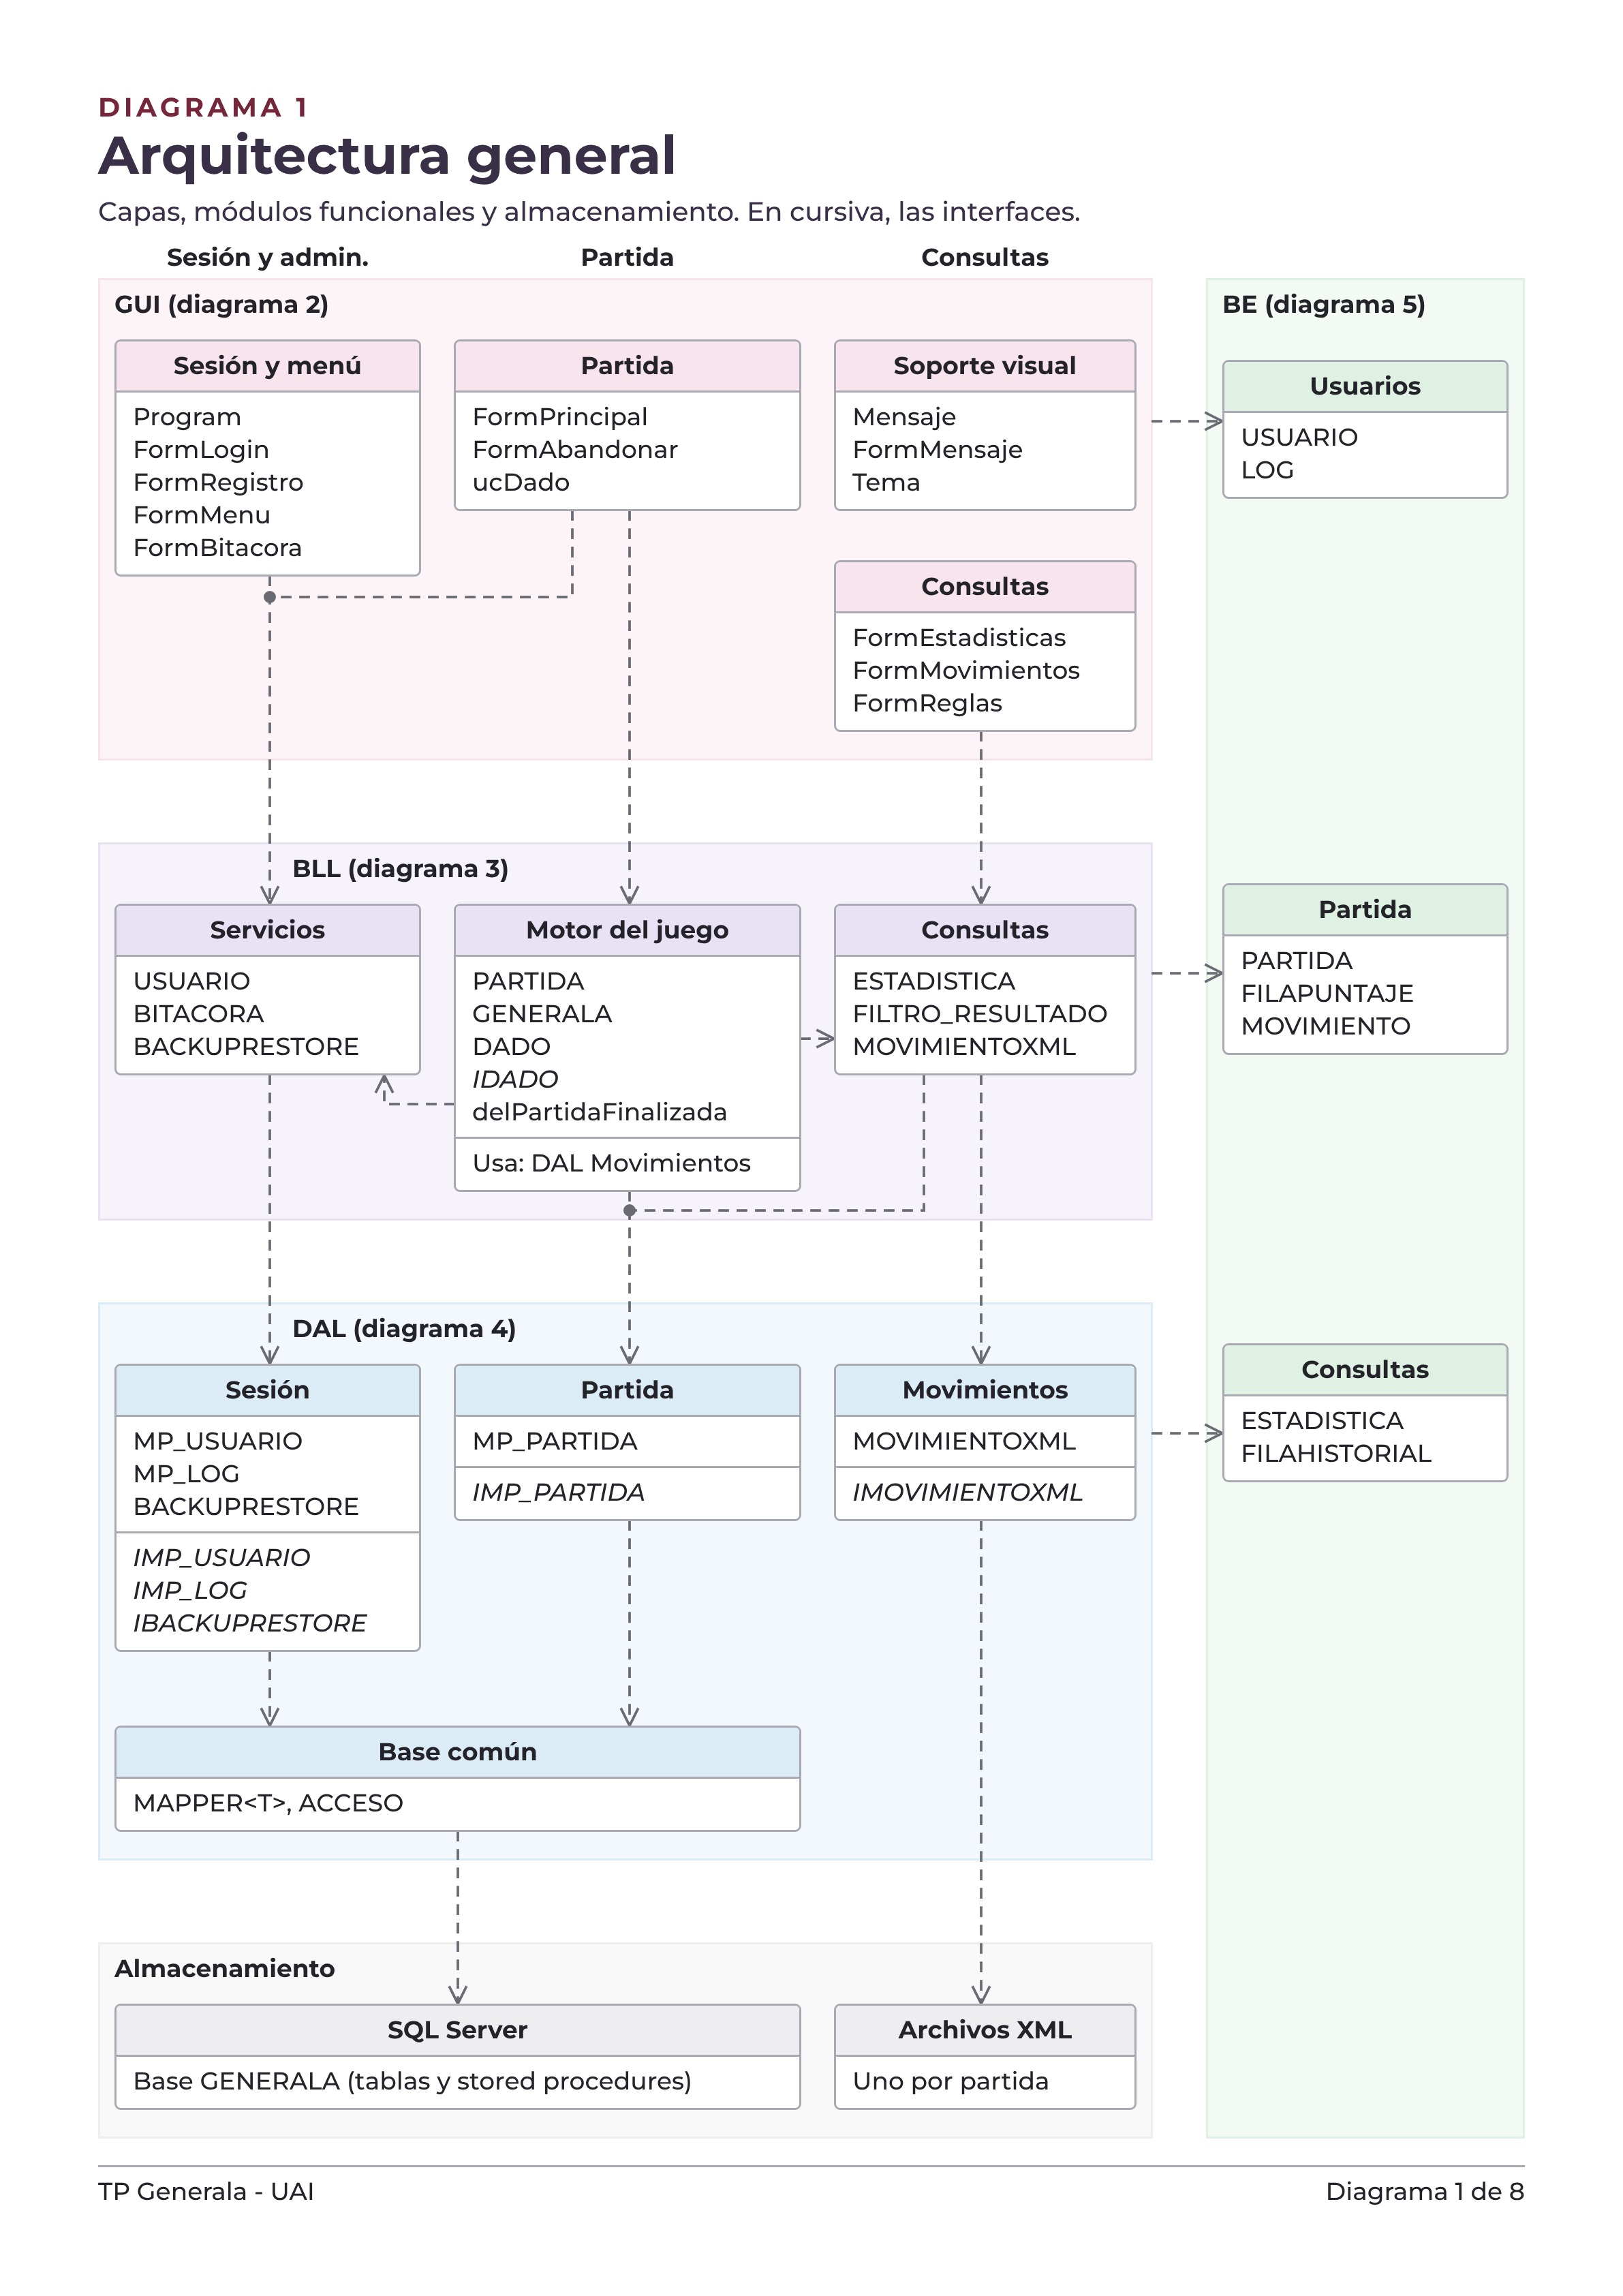 DIAGRAMA 1
Arquitectura general
Capas, módulos funcionales y almacenamiento. En cursiva, las interfaces.
Sesión y admin.
Partida
Consultas
GUI (diagrama 2)
Sesión y menú
Program
FormLogin
FormRegistro
FormMenu
FormBitacora
Partida
FormPrincipal
FormAbandonar
ucDado
Soporte visual
Mensaje
FormMensaje
Tema
Consultas
FormEstadisticas
FormMovimientos
FormReglas
BLL (diagrama 3)
Servicios
USUARIO
BITACORA
BACKUPRESTORE
Motor del juego
PARTIDA
GENERALA
DADO
IDADO
delPartidaFinalizada
Usa: DAL Movimientos
Consultas
ESTADISTICA
FILTRO_RESULTADO
MOVIMIENTOXML
DAL (diagrama 4)
Sesión
MP_USUARIO
MP_LOG
BACKUPRESTORE
IMP_USUARIO
IMP_LOG
IBACKUPRESTORE
Partida
MP_PARTIDA
IMP_PARTIDA
Movimientos
MOVIMIENTOXML
IMOVIMIENTOXML
Base común
MAPPER<T>, ACCESO
Almacenamiento
SQL Server
Base GENERALA (tablas y stored procedures)
Archivos XML
Uno por partida
BE (diagrama 5)
Usuarios
USUARIO
LOG
Partida
PARTIDA
FILAPUNTAJE
MOVIMIENTO
Consultas
ESTADISTICA
FILAHISTORIAL
TP Generala - UAI
Diagrama 1 de 8